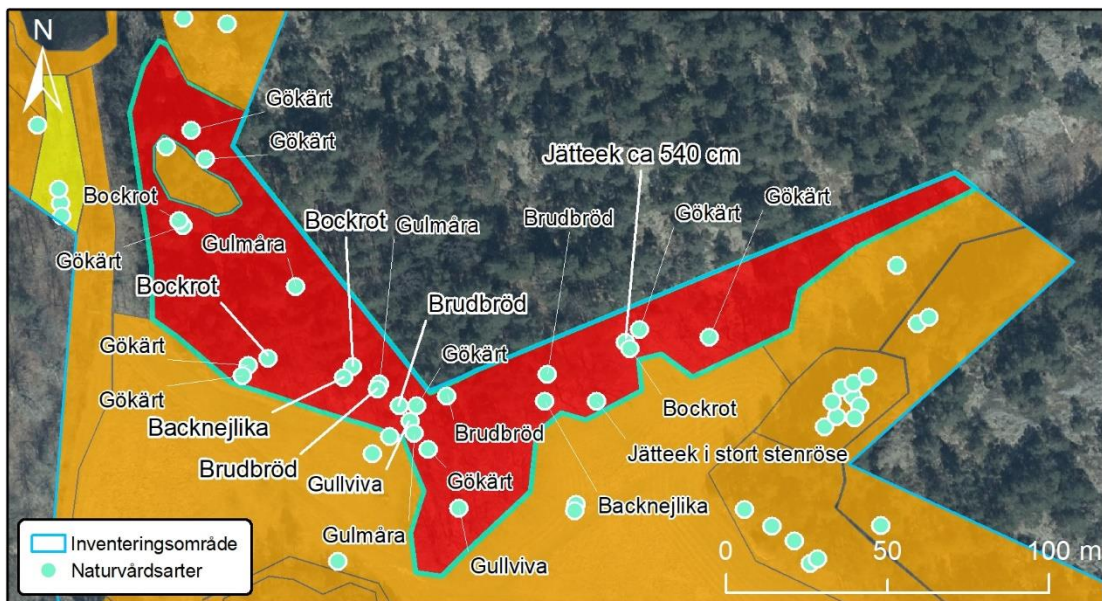 N
Gökärt
Gökärt
Jätteek ca 540 cm
Bockrot
Bockrot
Gulmåra
Brudbröd
Gökärt
Gökärt
Gökärt
Gulmåra
Bockrot
Brudbröd
Gökärt
Gökärt
Gökärt
Backnejlika
Brudbröd
Bockrot
Brudbröd
Gullviva
Gökärt
Jätteek i stort stenröse
Backnejlika
Gulmåra
Gullviva
Inventeringsområde
Naturvårdsarter
0 50 100 m